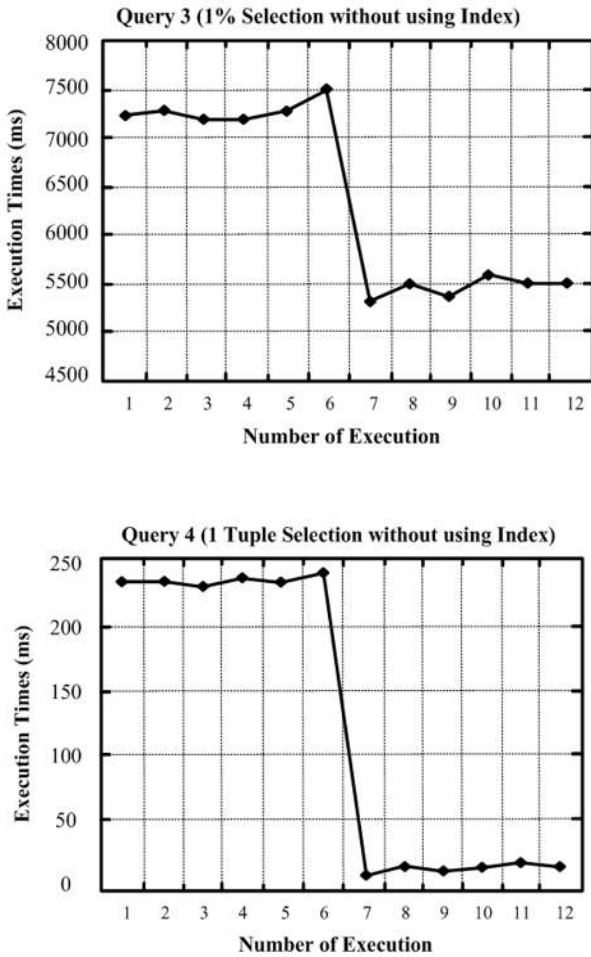 Query 3 (1% Selection without using Index)
8000
7500
7000
6500
6000
5500
5000
4500
Execution Times (ms)
1 2 3 4 5 6 7 8 9 10 11 12
Number of Execution
Query 4 (1 Tuple Selection without using Index)
250
200
150
100
50
0
Execution Times (ms)
1 2 3 4 5 6 7 8 9 10 11 12
Number of Execution